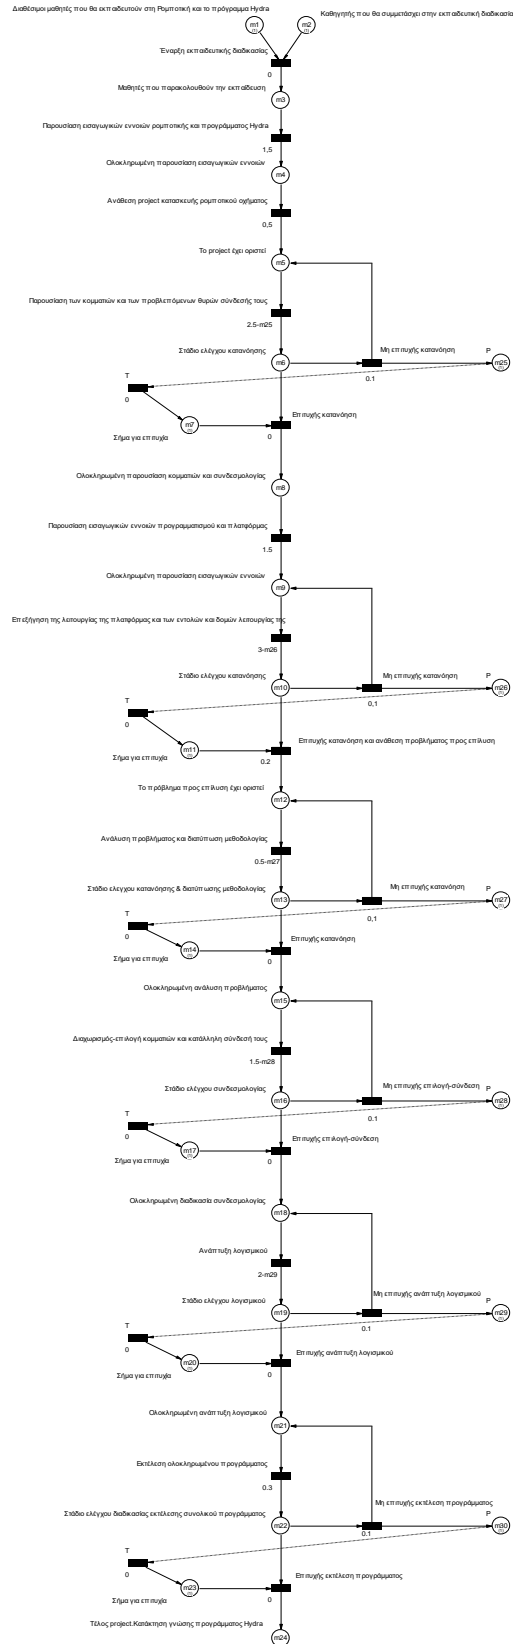 Διαθέσιμοι μαθητές που θα εκπαιδευτούν στη Ρομποτική και το πρόγραμμα Hydra
Καθηγητής που θα συμμετάσχει στην εκπαιδευτική διαδικασία
m1
m2
Έναρξη εκπαιδευτικής διαδικασίας
0
Μαθητές που παρακολουθούν την εκπαίδευση
m3
Παρουσίαση εισαγωγικών εννοιών ρομποτικής και προγράμματος Hydra
1,5
Ολοκληρωμένη παρουσίαση εισαγωγικών εννοιών
m4
Ανάθεση project κατασκευής ρομποτικού οχήματος
0,5
Το project έχει οριστεί
m5
Παρουσίαση των κομματιών και των προβλεπόμενων θυρών σύνδεσής τους
2.5-m25
Στάδιο ελέγχου κατανόησης
Μη επιτυχής κατανόηση
P
m6
m25
0.1
T
0
m7
Επιτυχής κατανόηση
Σήμα για επιτυχία
0
Ολοκληρωμένη παρουσίαση κομματιών και συνδεσμολογίας
m8
Παρουσίαση εισαγωγικών εννοιών προγραμματισμού και πλατφόρμας
1.5
Ολοκληρωμένη παρουσίαση εισαγωγικών εννοιών
m9
Επεξήγηση της λειτουργίας της πλατφόρμας και των εντολών και δομών λειτουργίας της
3-m26
Στάδιο ελέγχου κατανόησης
Μη επιτυχής κατανόηση
P
m10
m26
0,1
T
0
Επιτυχής κατανόηση και ανάθεση προβλήματος προς επίλυση
m11
Σήμα για επιτυχία
0.2
Το πρόβλημα προς επίλυση έχει οριστεί
m12
Ανάλυση προβλήματος και διατύπωση μεθοδολογίας
0.5-m27
Στάδιο ελεγχου κατανόησης & διατύπωσης μεθοδολογίας
Μη επιτυχής κατανόηση
P
m13
m27
0,1
T
0
Επιτυχής κατανόηση
m14
Σήμα για επιτυχία
0
Ολοκληρωμένη ανάλυση προβλήματος
m15
Διαχωρισμός-επιλογή κομματιών και κατάλληλη σύνδεσή τους
1.5-m28
Στάδιο ελέγχου συνδεσμολογίας
Μη επιτυχής επιλογή-σύνδεση
P
m16
m28
0.1
T
0
Επιτυχής επιλογή-σύνδεση
m17
Σήμα για επιτυχία
0
Ολοκληρωμένη διαδικασία συνδεσμολογίας
m18
Ανάπτυξη λογισμικού
2-m29
Στάδιο ελέγχου λογισμικού
Μη επιτυχής ανάπτυξη λογισμικού
P
m19
m29
0.1
T
0
Επιτυχής ανάπτυξη λογισμικού
m20
Σήμα για επιτυχία
0
Ολοκληρωμένη ανάπτυξη λογισμικού
m21
Εκτέλεση ολοκληρωμένου προγράμματος
0.3
Μη επιτυχής εκτέλεση προγράμματος
Στάδιο ελέγχου διαδικασίας εκτέλεσης συνολικού προγράμματος
P
m22
m30
0.1
T
0
Επιτυχής εκτέλεση προγράμματος
m23
Σήμα για επιτυχία
0
Τέλος project.Κατάκτηση γνώσης προγράμματος Hydra
m24